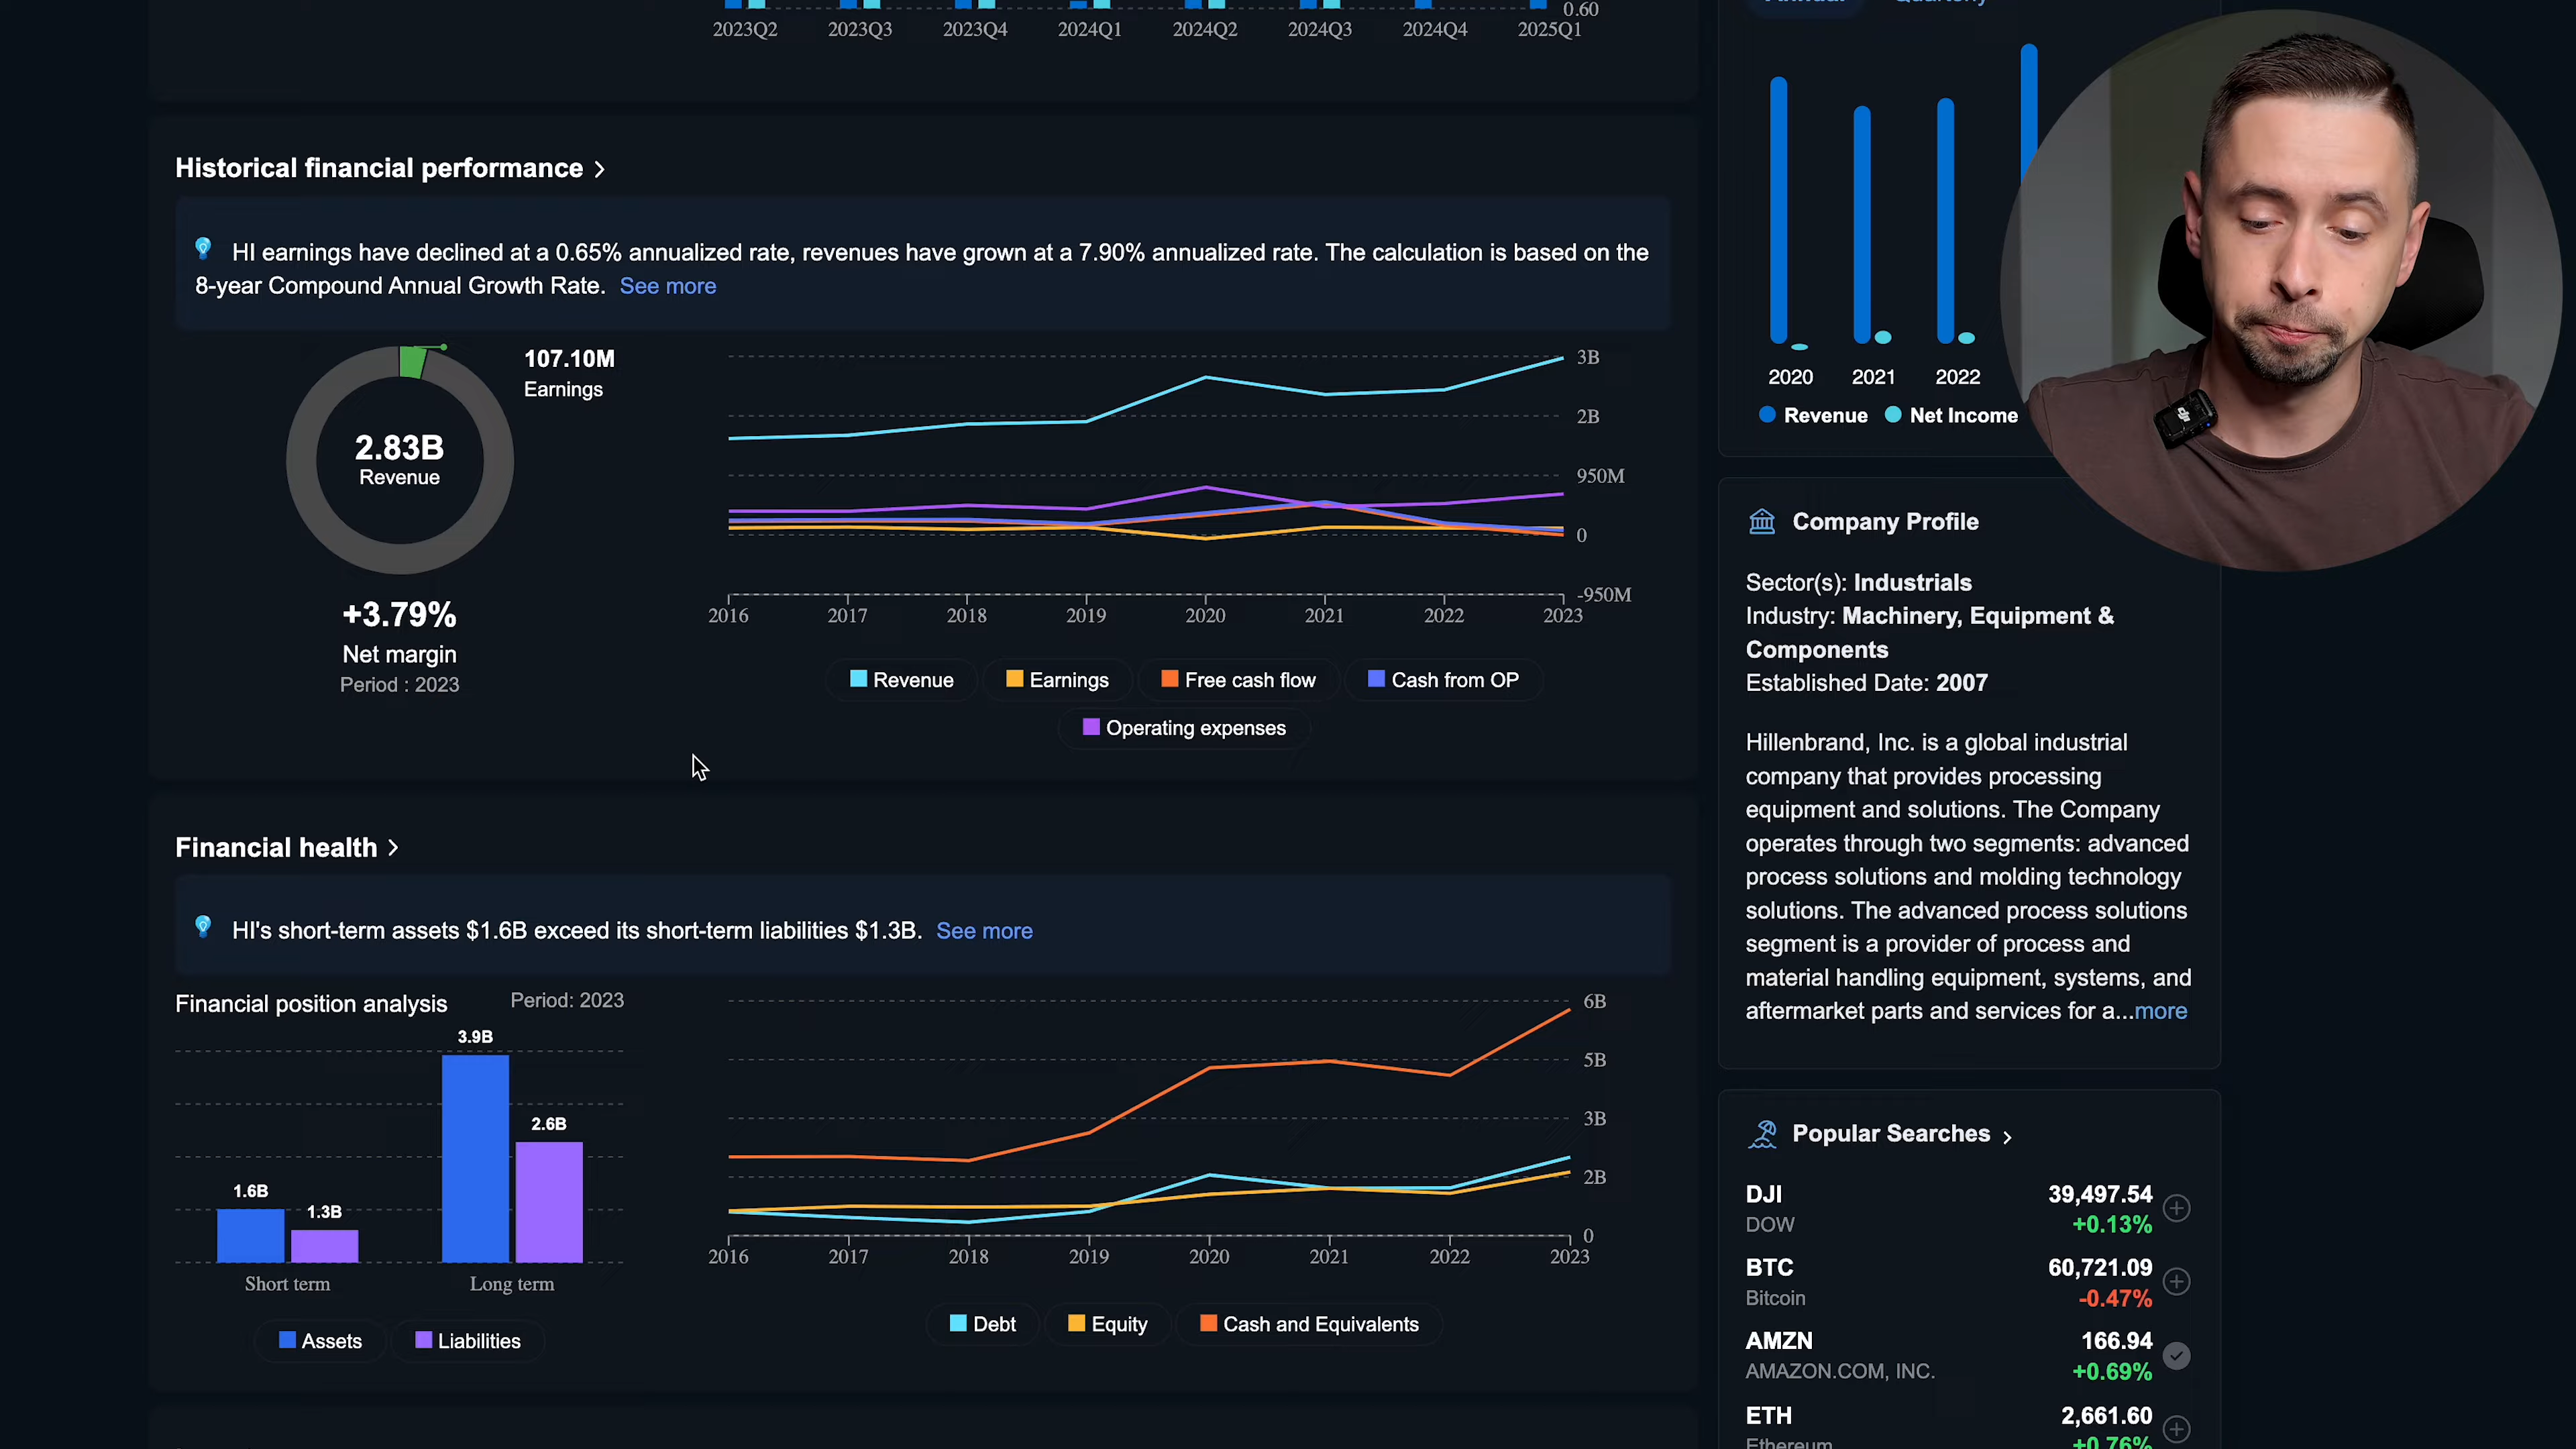 0.60
2023Q2 2023Q3 2023Q4 2024Q1 2024Q2 2024Q3 2024Q4 2025Q1
Historical financial performance >
HI earnings have declined at a 0.65% annualized rate, revenues have grown at a 7.90% annualized rate. The calculation is based on the
8-year Compound Annual Growth Rate. See more
107.10M
Earnings
2.83B
Revenue
+3.79%
Net margin
Period : 2023
3B
2B
950M
0
-950M
2016 2017 2018 2019 2020 2021 2022 2023
Revenue Earnings Free cash flow Cash from OP
Operating expenses
Financial health >
HI's short-term assets $1.6B exceed its short-term liabilities $1.3B. See more
Financial position analysis Period: 2023
3.9B
2.6B
1.6B
1.3B
Short term Long term
Assets Liabilities
6B
5B
3B
2B
0
2016 2017 2018 2019 2020 2021 2022 2023
Debt Equity Cash and Equivalents
Annual Quarterly
2020 2021 2022
Revenue Net Income
Company Profile
Sector(s): Industrials
Industry: Machinery, Equipment &
Components
Established Date: 2007
Hillenbrand, Inc. is a global industrial
company that provides processing
equipment and solutions. The Company
operates through two segments: advanced
process solutions and molding technology
solutions. The advanced process solutions
segment is a provider of process and
material handling equipment, systems, and
aftermarket parts and services for a...more
Popular Searches >
DJI 39,497.54
DOW +0.13%
BTC 60,721.09
Bitcoin -0.47%
AMZN 166.94
AMAZON.COM, INC. +0.69%
ETH 2,661.60
Ethereum +0.76%
dji